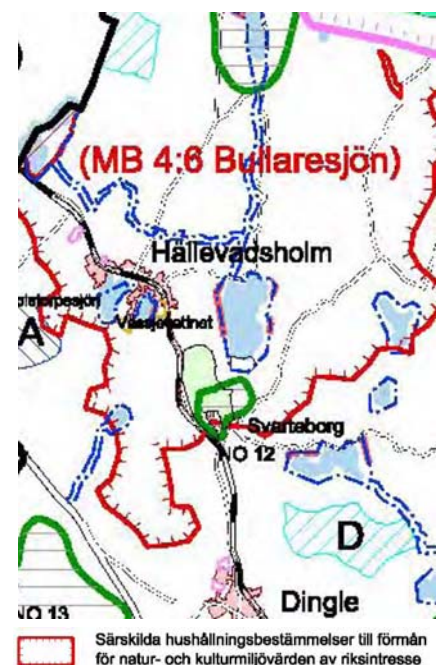 (MB 4:6 Bullaresjön)
Hällevadsholm
A
Svarteborg
NO 12
D
Dingle
NO 13
Särskilda hushållningsbestämmelser till förmån
för natur- och kulturmiljövärden av riksintresse